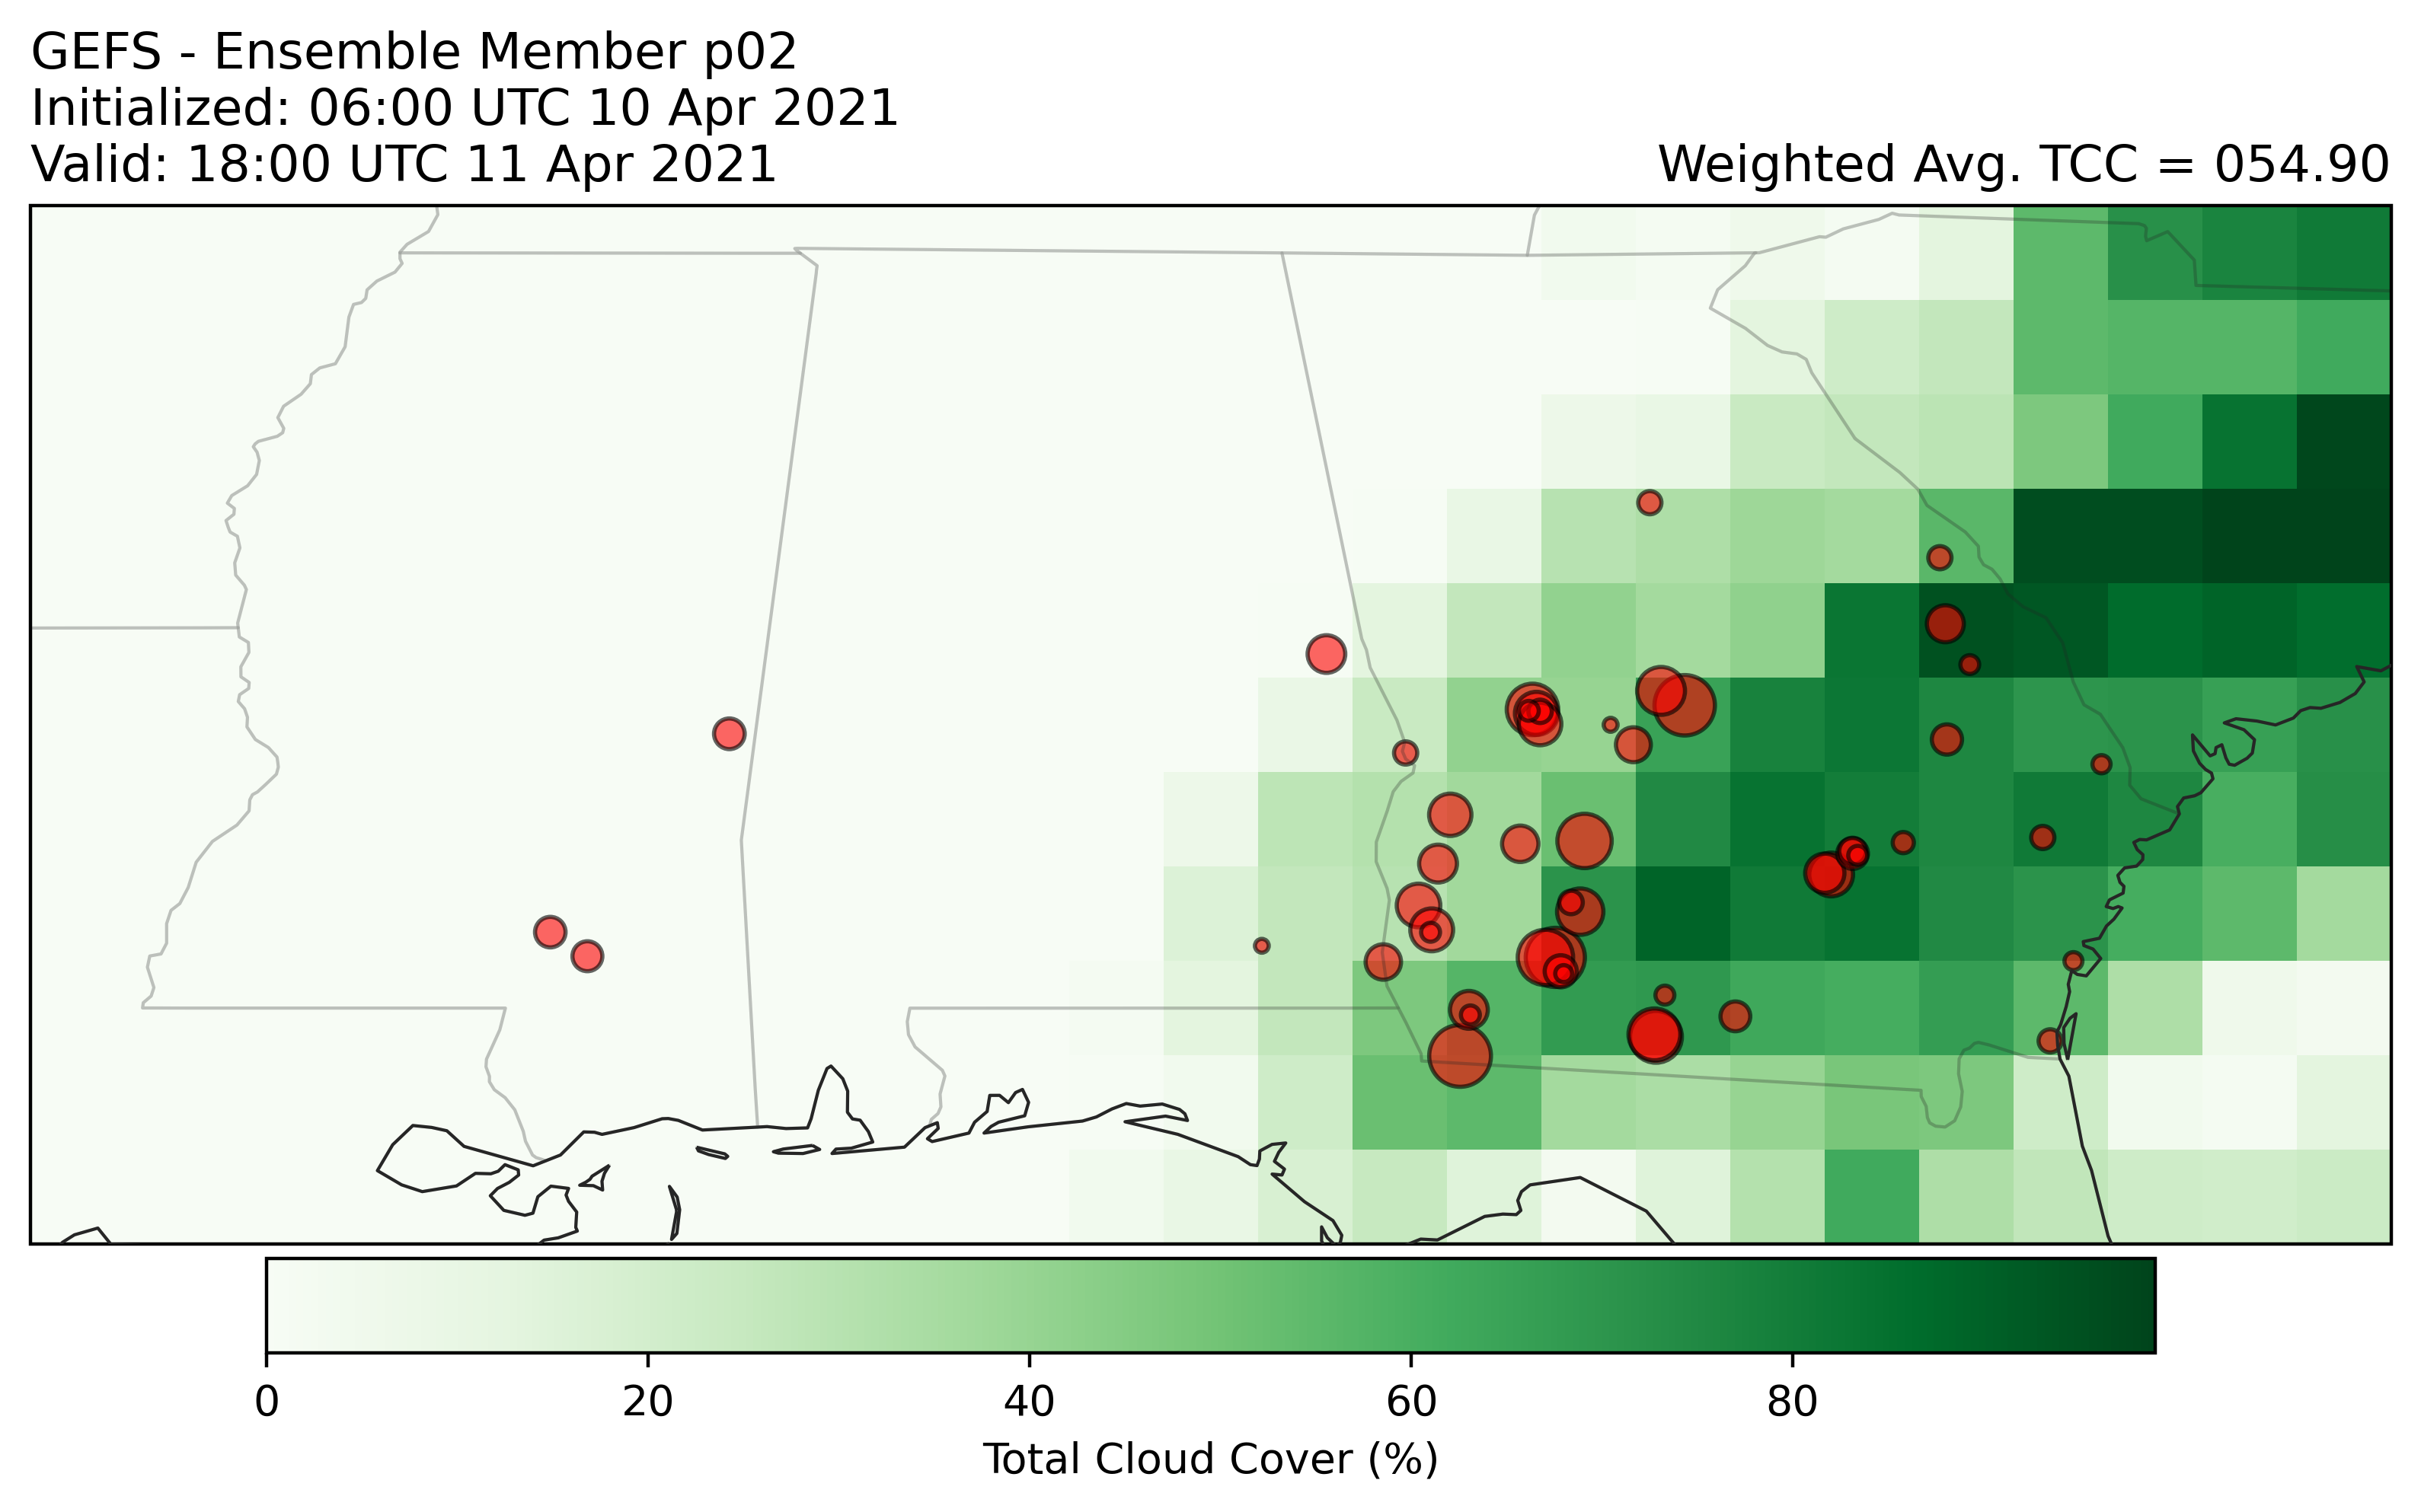 GEFS - Ensemble Member p02
Initialized: 06:00 UTC 10 Apr 2021
Valid: 18:00 UTC 11 Apr 2021
Weighted Avg. TCC = 054.90
0 20 40 60 80
Total Cloud Cover (%)